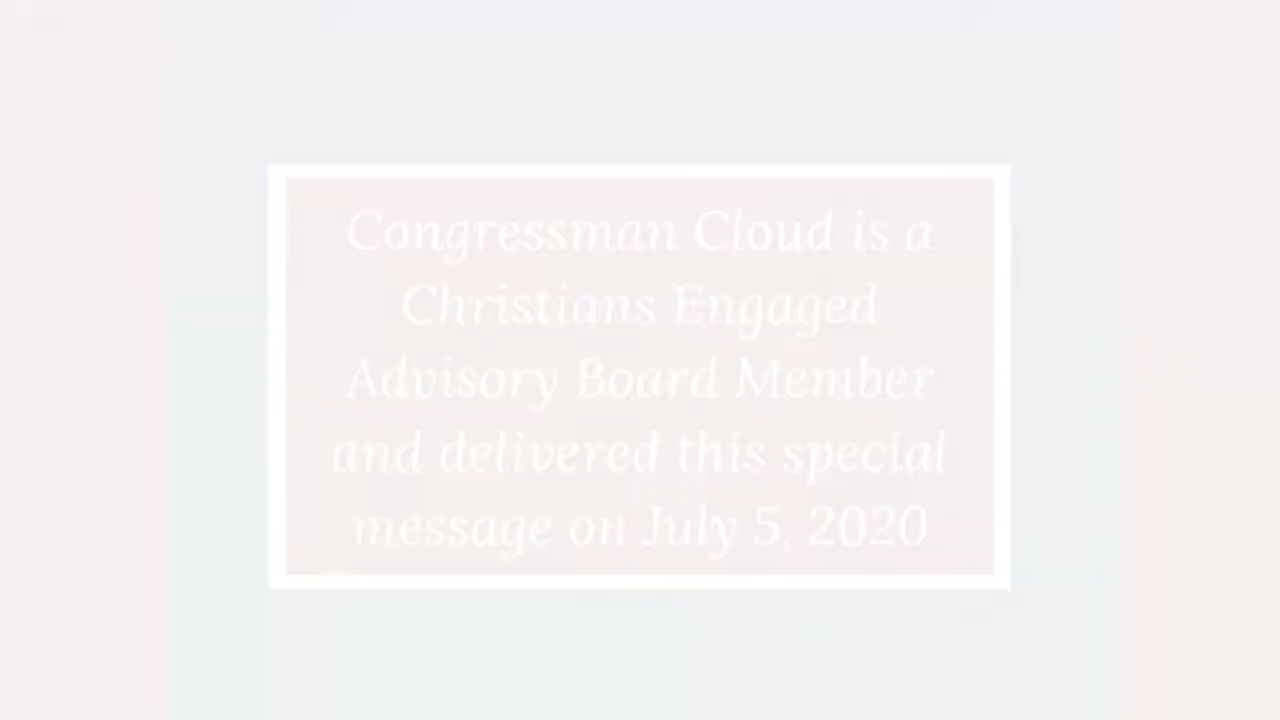 Congressman Cloud is a
Christians Engaged
Advisory Board Member
and delivered this special
message on July 5, 2020